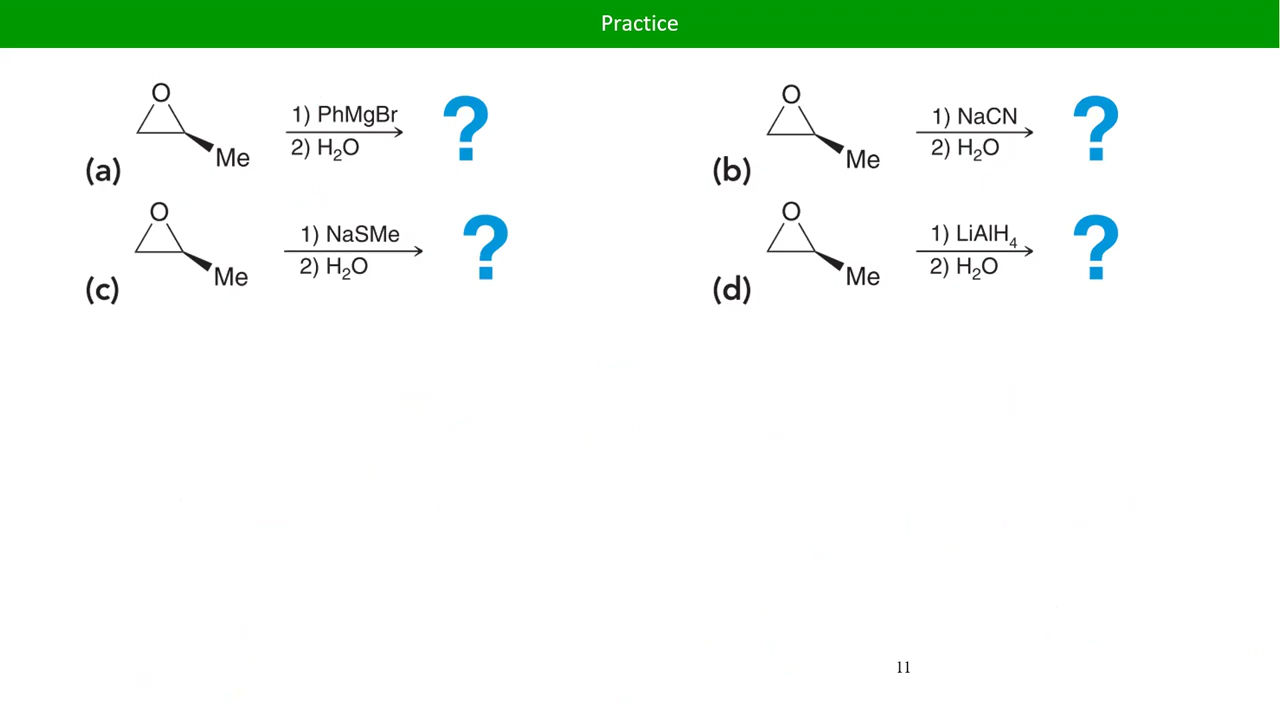 Practice
O
Me
1) PhMgBr
2) H₂O
?
(a)
O
Me
1) NaCN
2) H₂O
?
(b)
O
Me
1) NaSMe
2) H₂O
?
(c)
O
Me
1) LiAlH₄
2) H₂O
?
(d)
11